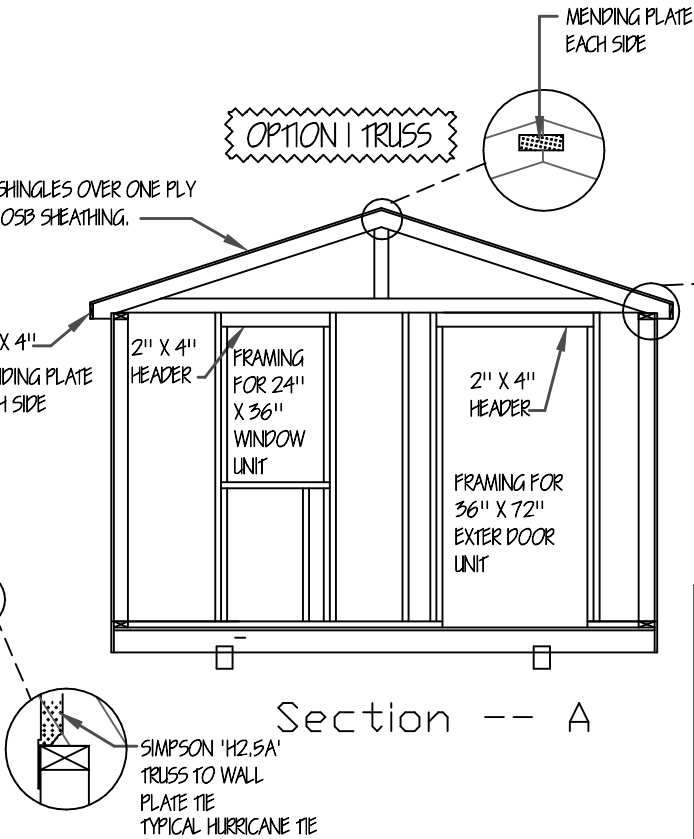 MENDING PLATE
EACH SIDE
OPTION 1 TRUSS
SHINGLES OVER ONE PLY
OSB SHEATHING.
X 4"
PLATE
SIDE
2" X 4"
HEADER
FRAMING
FOR 24"
X 36"
WINDOW
UNIT
2" X 4"
HEADER
FRAMING FOR
36" X 72"
EXTER DOOR
UNIT
Section -- A
SIMPSON 'H2.5A'
TRUSS TO WALL
PLATE TIE
TYPICAL HURRICANE TIE